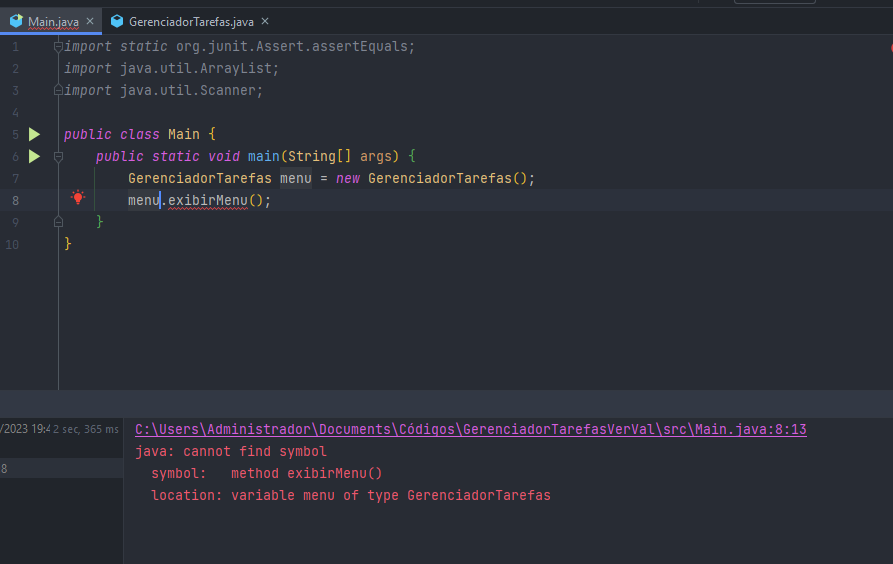 Main.java × GerenciadorTarefas.java ×
1 import static org.junit.Assert.assertEquals;
2 import java.util.ArrayList;
3 import java.util.Scanner;
4
5 public class Main {
6 public static void main(String[] args) {
7 GerenciadorTarefas menu = new GerenciadorTarefas();
8 menu.exibirMenu();
9 }
10 }
/2023 19:4 2 sec, 365 ms
8
C:\Users\Administrador\Documents\Códigos\GerenciadorTarefasVerVal\src\Main.java:8:13
java: cannot find symbol
symbol: method exibirMenu()
location: variable menu of type GerenciadorTarefas